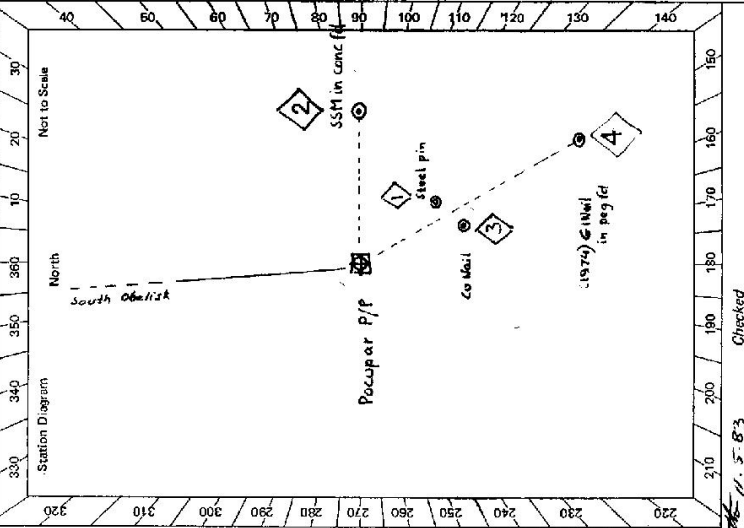 330 340 350 360 10 20 30
Station Diagram
North
Not to Scale
40 50 60 70 80 90 100 110 120 130 140
320 310 300 290 280 270 260 250 240 230 220
South Obelisk
2
SSM in conc fd
Pocupar P/P
1
Steel pin
Cu Nail
3
4
(1974) G I Nail
in peg fd
210 200 190 180 170 160 150
11.5.83
Checked